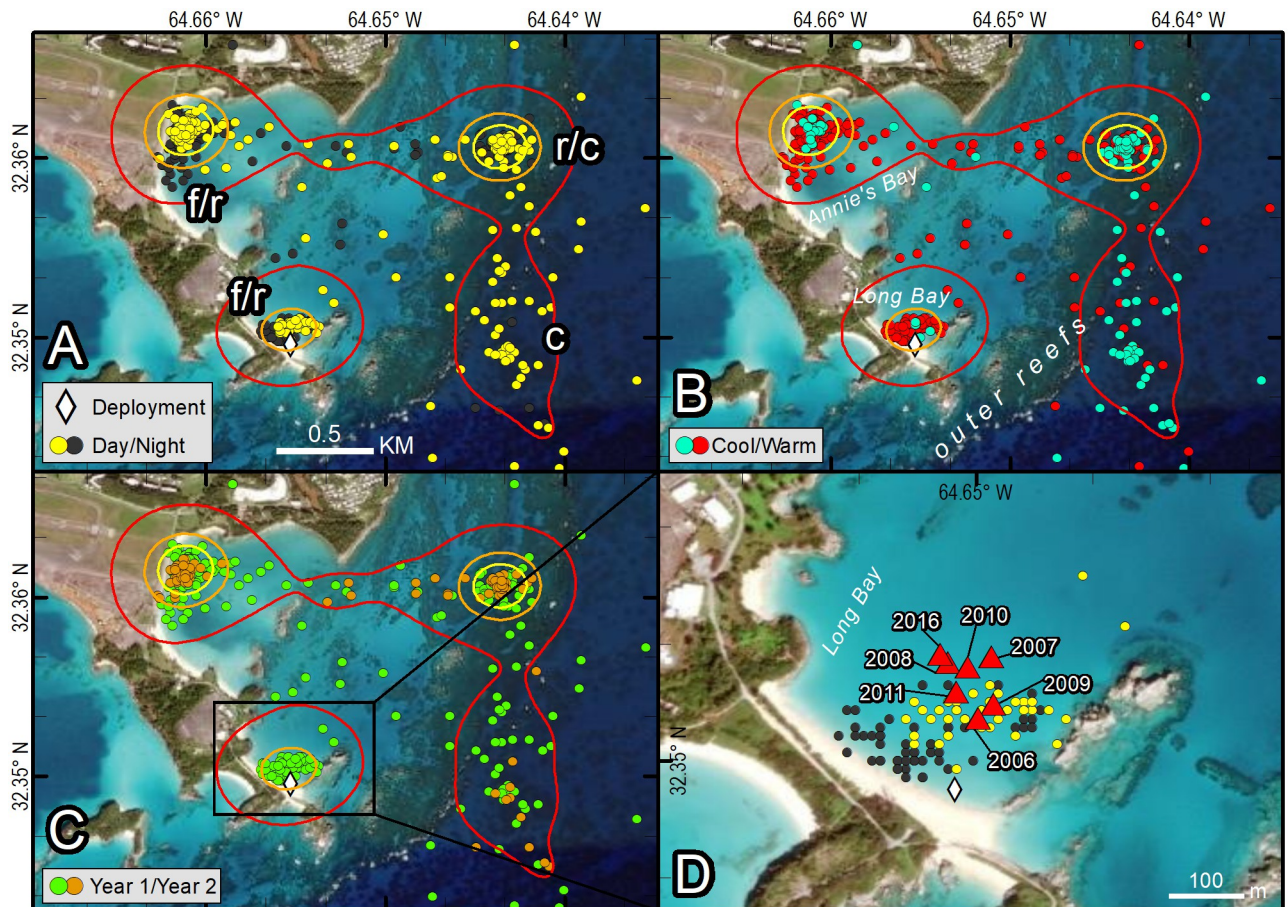 64.66° W
64.65° W
64.64° W
64.66° W
64.65° W
64.64° W
32.36° N
32.35° N
r/c
f/r
f/r
c
A
Deployment
Day/Night
0.5
KM
Annie's Bay
Long Bay
outer reefs
B
Cool/Warm
32.36° N
32.35° N
C
Year 1/Year 2
64.65° W
32.35° N
Long Bay
2016
2010
2007
2008
2011
2009
2006
D
100
m